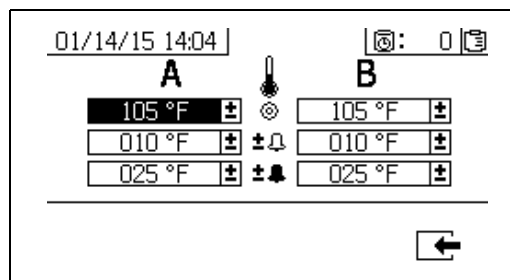 01/14/15 14:04 : 0
A B
105 °F ± 105 °F ±
010 °F ± ± 010 °F ±
025 °F ± ± 025 °F ±